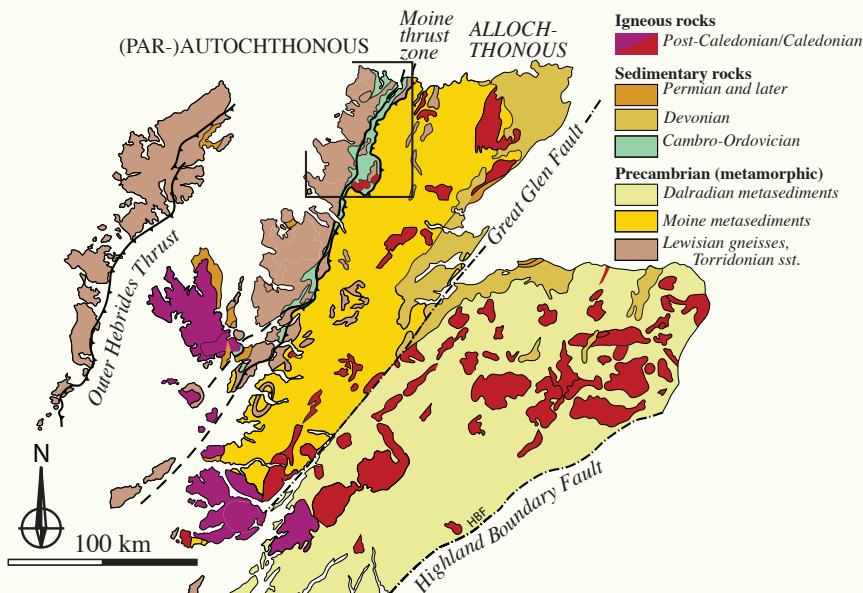 (PAR-)AUTOCHTHONOUS
Moine
thrust
zone
ALLOCH-
THONOUS
Igneous rocks
Post-Caledonian/Caledonian
Sedimentary rocks
Permian and later
Devonian
Cambro-Ordovician
Precambrian (metamorphic)
Dalradian metasediments
Moine metasediments
Lewisian gneisses,
Torridonian sst.
Great Glen Fault
Outer Hebrides Thrust
N
100 km
HBF
Highland Boundary Fault